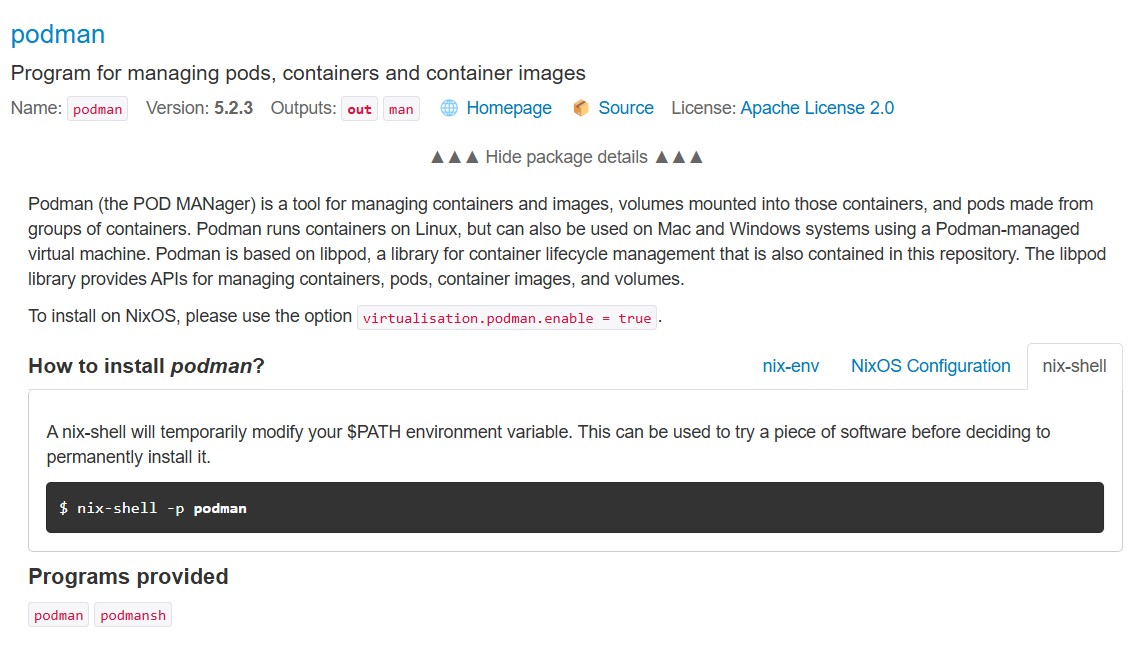 podman
Program for managing pods, containers and container images
Name: podman Version: 5.2.3 Outputs: out man Homepage Source License: Apache License 2.0
▲▲▲ Hide package details ▲▲▲
Podman (the POD MANager) is a tool for managing containers and images, volumes mounted into those containers, and pods made from
groups of containers. Podman runs containers on Linux, but can also be used on Mac and Windows systems using a Podman-managed
virtual machine. Podman is based on libpod, a library for container lifecycle management that is also contained in this repository. The libpod
library provides APIs for managing containers, pods, container images, and volumes.
To install on NixOS, please use the option virtualisation.podman.enable = true.
How to install podman? nix-env NixOS Configuration nix-shell
A nix-shell will temporarily modify your $PATH environment variable. This can be used to try a piece of software before deciding to
permanently install it.
$ nix-shell -p podman
Programs provided
podman podmansh